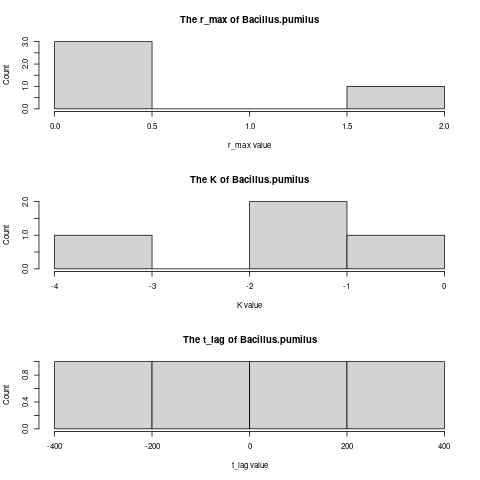 The r_max of Bacillus.pumilus
Count
0.0 1.0 2.0 3.0
0.0 0.5 1.0 1.5 2.0
r_max value
The K of Bacillus.pumilus
Count
0.0 1.0 2.0
-4 -3 -2 -1 0
K value
The t_lag of Bacillus.pumilus
Count
0.0 0.4 0.8
-400 -200 0 200 400
t_lag value